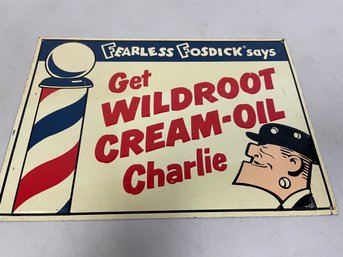 FEARLESS FOSDICK® says
Get
WILDROOT
CREAM-OIL
Charlie